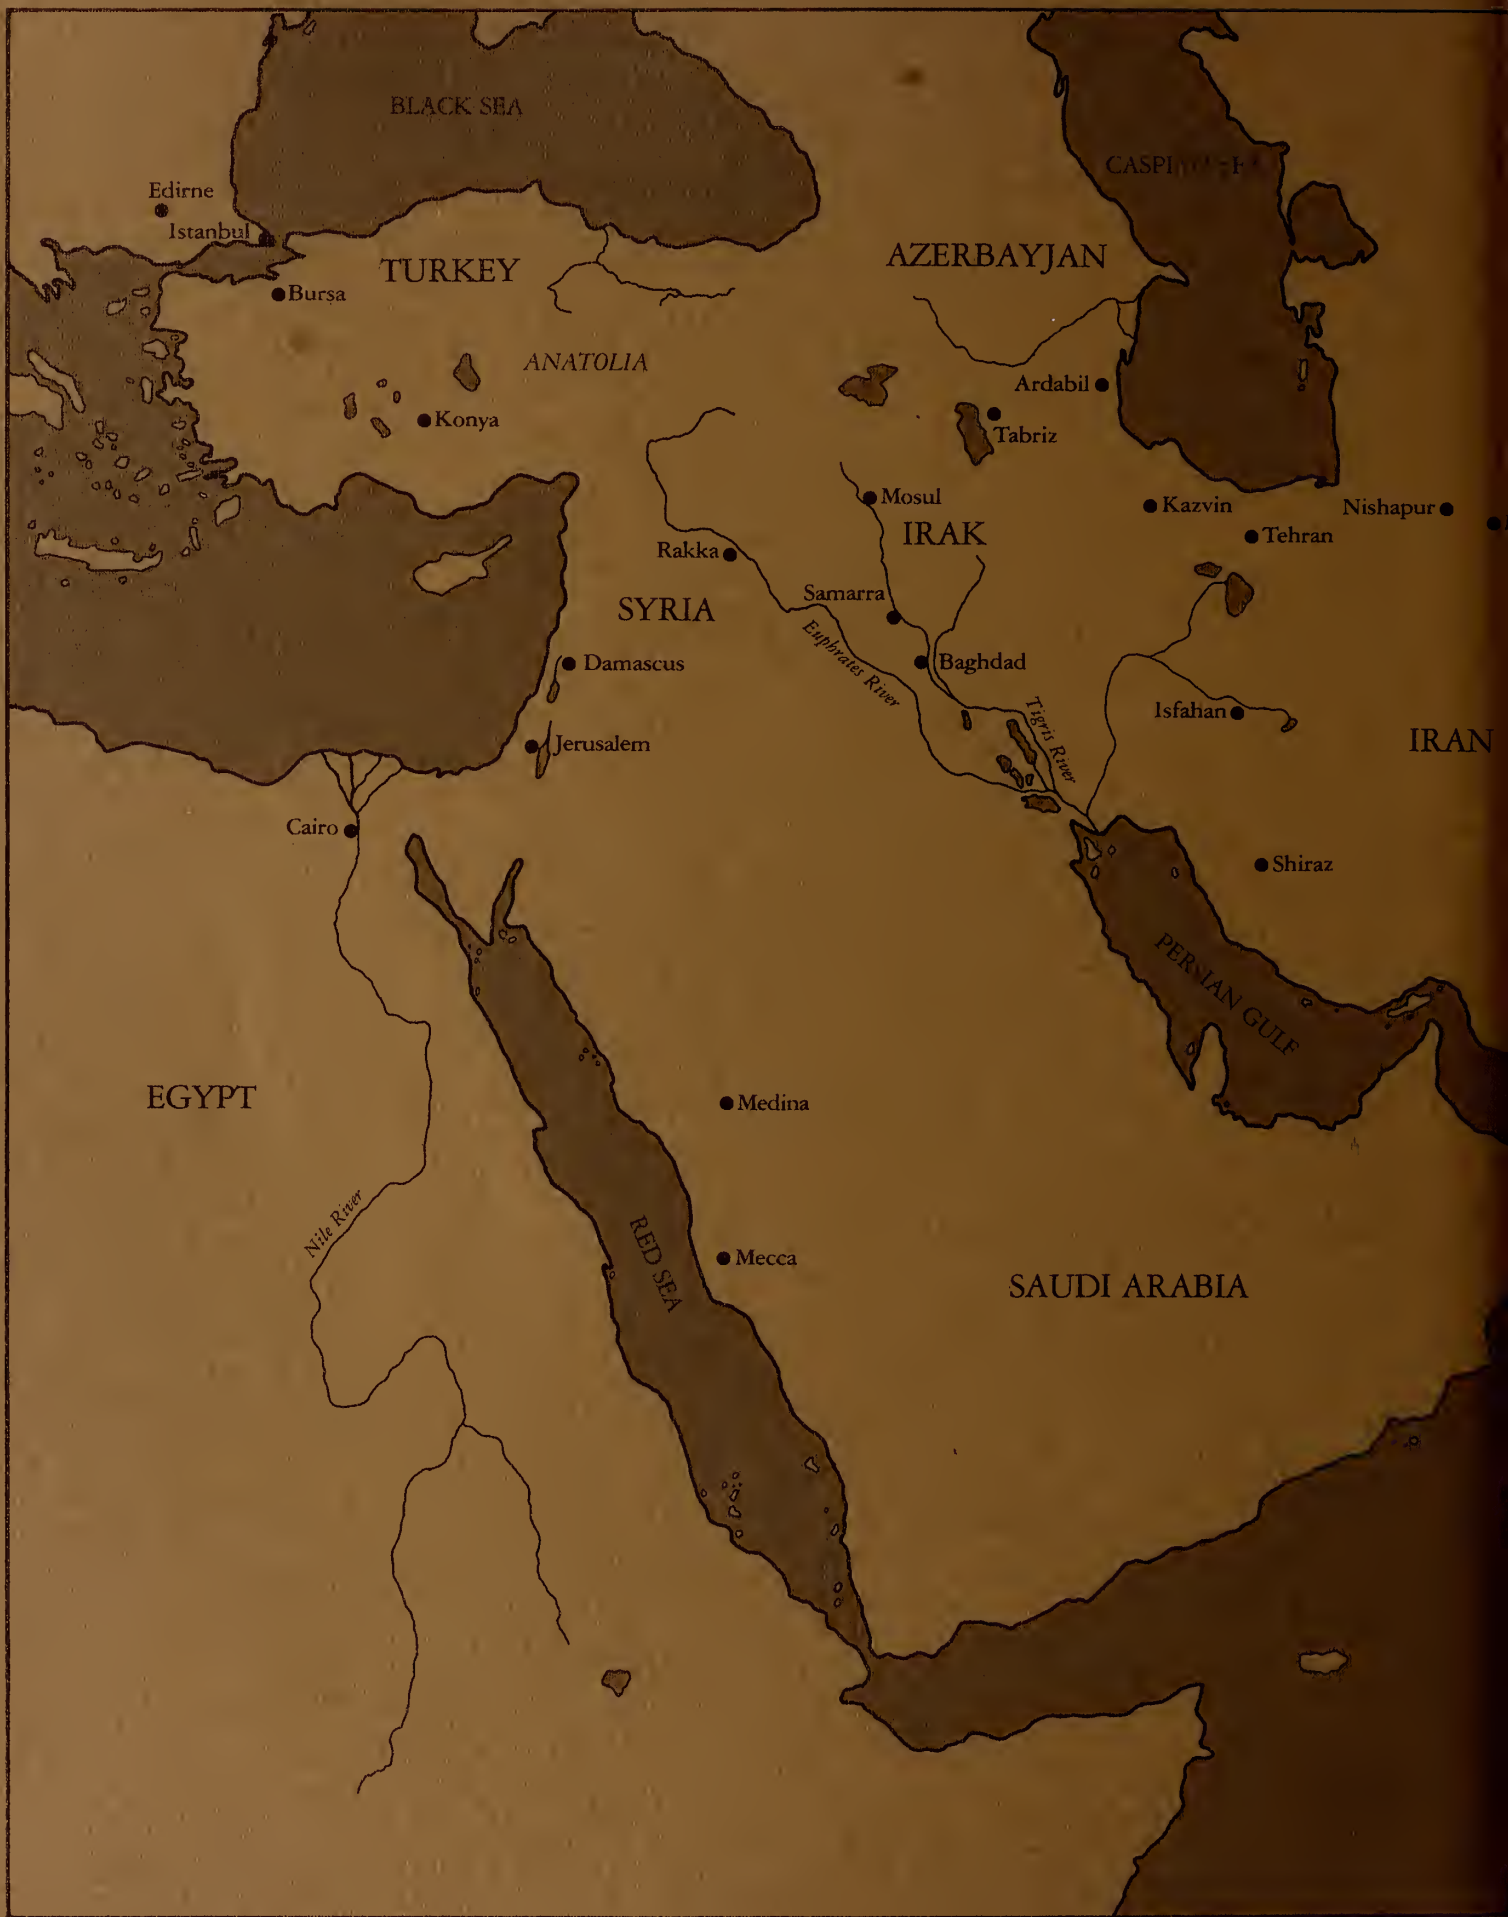 BLACK SEA
CASPI
Edirne
Istanbul
TURKEY
AZERBAYJAN
Bursa
ANATOLIA
Ardabil
Konya
Tabriz
Mosul
Kazvin
Nishapur
IRAK
Tehran
Rakka
Samarra
SYRIA
Euphrates River
Damascus
Baghdad
Tigris River
Isfahan
Jerusalem
IRAN
Cairo
Shiraz
PERSIAN GULF
EGYPT
Medina
Nile River
RED SEA
Mecca
SAUDI ARABIA